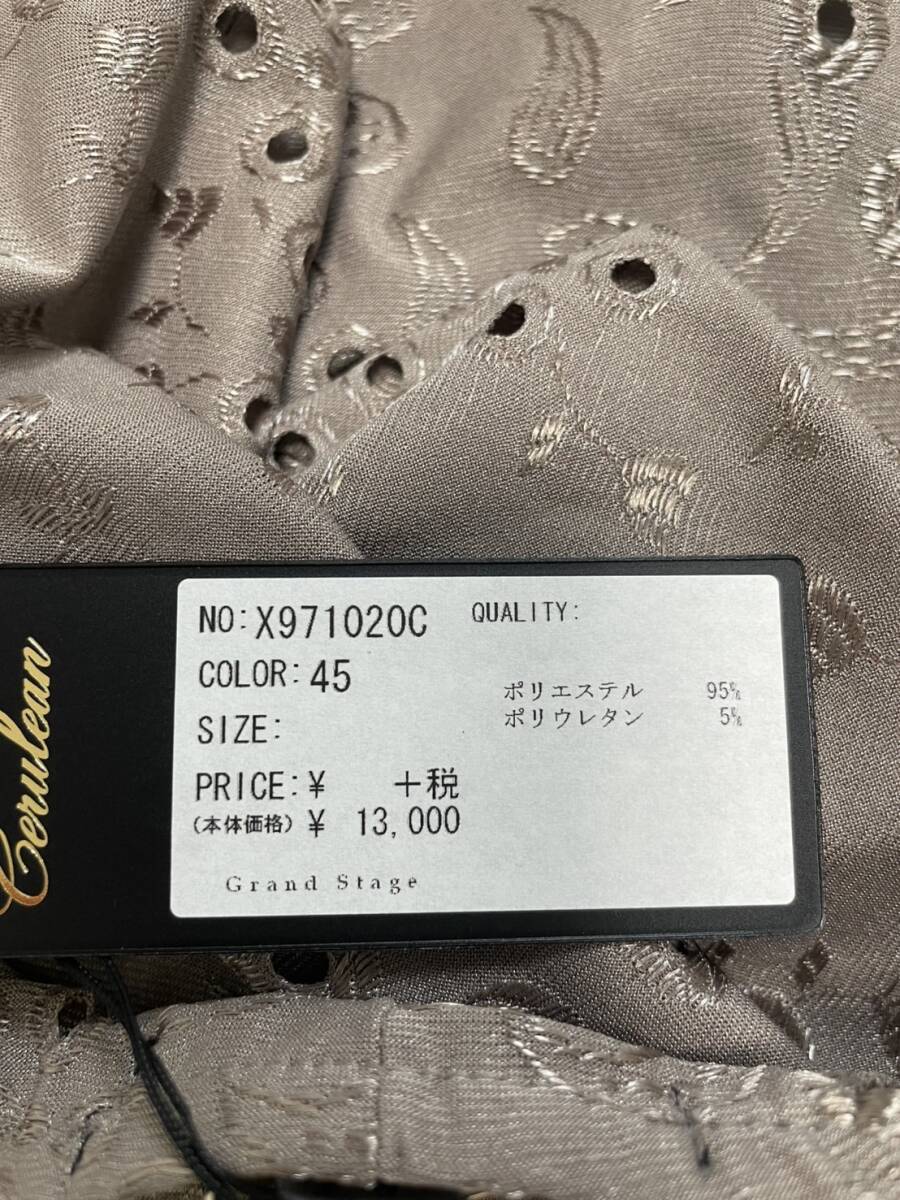 Cerulean
NO: X971020C
QUALITY:
COLOR: 45
ポリエステル 95%
ポリウレタン 5%
SIZE:
PRICE: ¥ +税
(本体価格) ¥ 13,000
Grand Stage